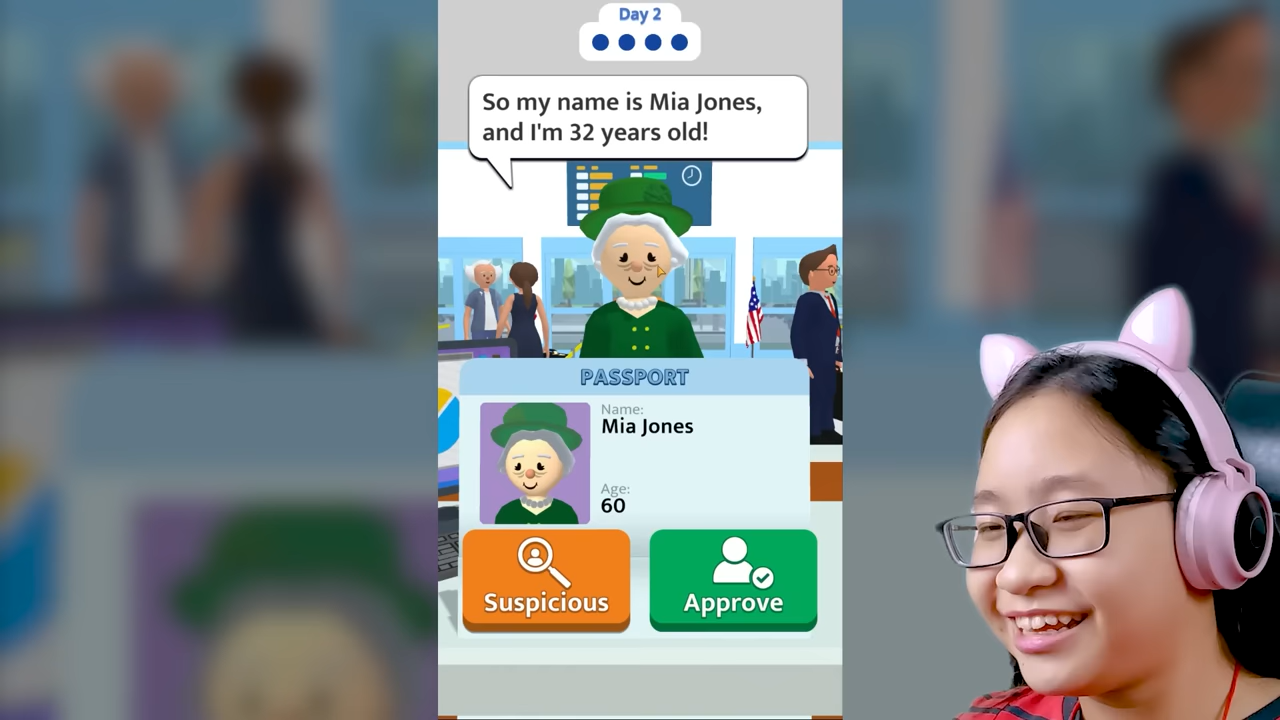 Day 2
So my name is Mia Jones,
and I'm 32 years old!
PASSPORT
Name:
Mia Jones
Age:
60
Suspicious
Approve